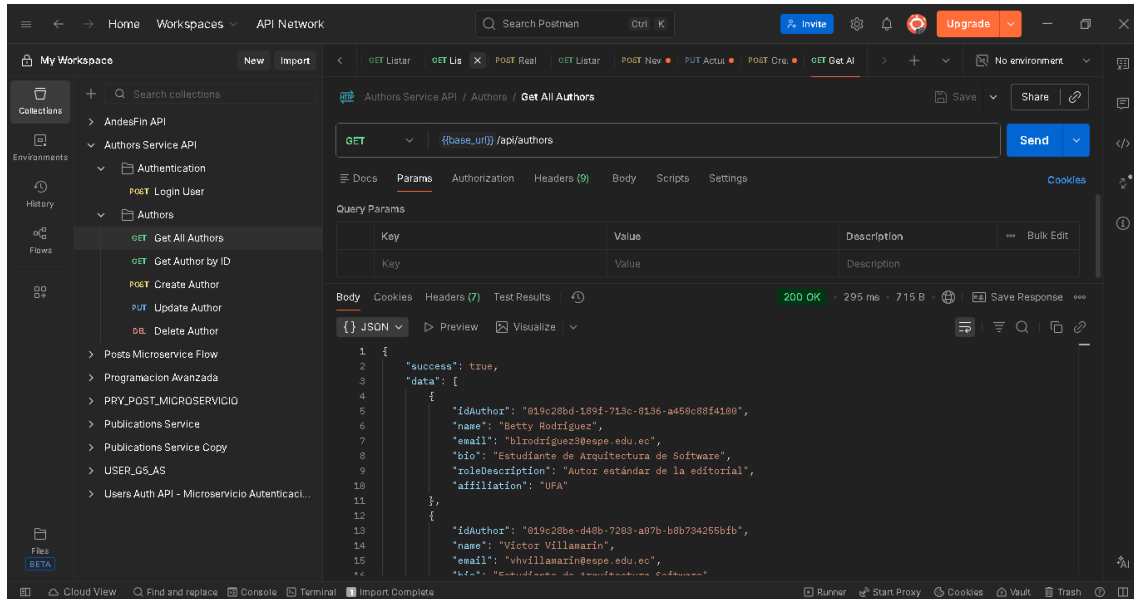 Home Workspaces API Network Search Postman Ctrl K Invite Upgrade
My Workspace New Import
GET Listar GET Lis POST Real GET Listar POST Nev PUT Actu POST Cre GET Get Al No environment
Collections
Environments
History
Flows
Files
BETA
Search collections
AndesFin API
Authors Service API
Authentication
POST Login User
Authors
GET Get All Authors
GET Get Author by ID
POST Create Author
PUT Update Author
DEL Delete Author
Posts Microservice Flow
Programacion Avanzada
PRY_POST_MICROSERVICIO
Publications Service
Publications Service Copy
USER_G5_AS
Users Auth API - Microservicio Autenticaci...
HTTP Authors Service API / Authors / Get All Authors Save Share
GET {{base_url}} /api/authors Send
Docs Params Authorization Headers (9) Body Scripts Settings Cookies
Query Params
Key Value Description Bulk Edit
Key Value Description
Body Cookies Headers (7) Test Results 200 OK 295 ms 715 B Save Response
{} JSON Preview Visualize
1 {
2 "success": true,
3 "data": [
4 {
5 "idAuthor": "019c28bd-189f-713c-8136-a450c88f4100",
6 "name": "Betty Rodriguez",
7 "email": "blrodriguez3@espe.edu.ec",
8 "bio": "Estudiante de Arquitectura de Software",
9 "roleDescription": "Autor estándar de la editorial",
10 "affiliation": "UFA"
11 },
12 {
13 "idAuthor": "019c28be-d48b-7203-a07b-b8b734255bfb",
14 "name": "Victor Villamarin",
15 "email": "vhvillamarin@espe.edu.ec",
16 "bio": "Estudiante de Arquitectura Software"
Cloud View Find and replace Console Terminal 1 Import Complete Runner Start Proxy Cookies Vault Trash
AI